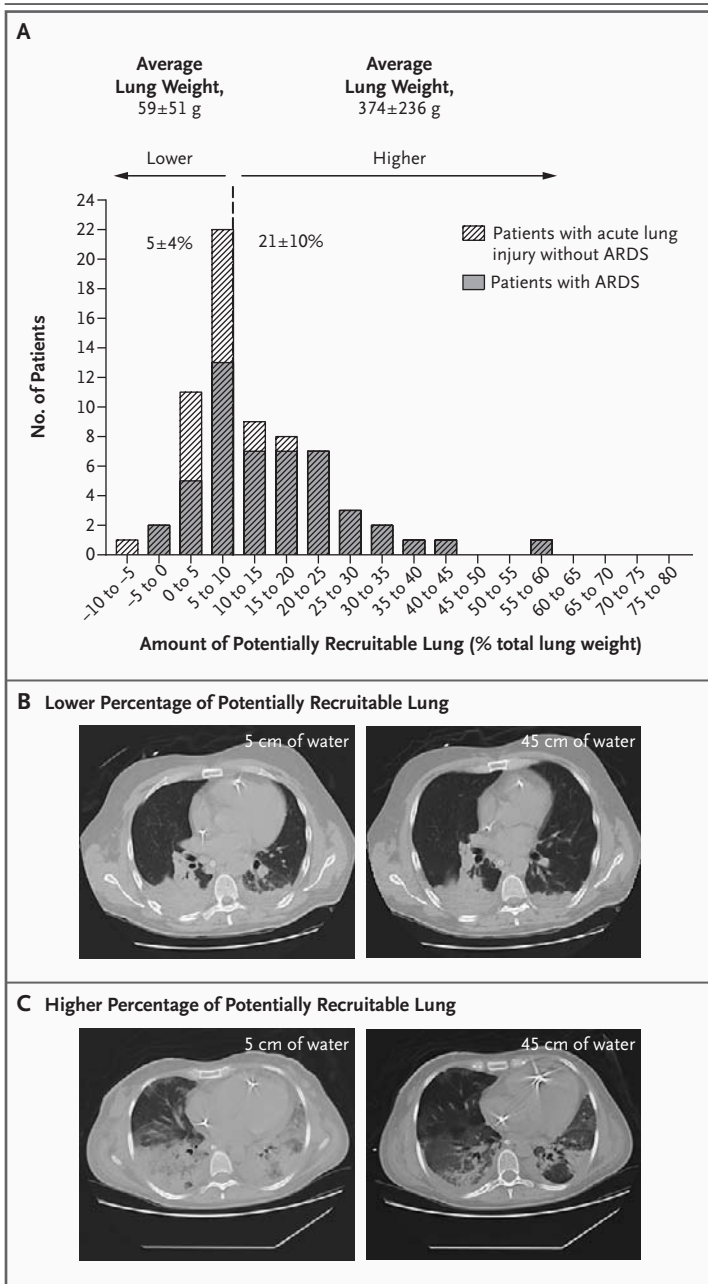 A
Average
Lung Weight,
59±51 g
Average
Lung Weight,
374±236 g
Lower
Higher
24
22
20
18
16
14
12
10
8
6
4
2
0
No. of Patients
5±4%
21±10%
Patients with acute lung
injury without ARDS
Patients with ARDS
–10 to –5
–5 to 0
0 to 5
5 to 10
10 to 15
15 to 20
20 to 25
25 to 30
30 to 35
35 to 40
40 to 45
45 to 50
50 to 55
55 to 60
60 to 65
65 to 70
70 to 75
75 to 80
Amount of Potentially Recruitable Lung (% total lung weight)
B Lower Percentage of Potentially Recruitable Lung
5 cm of water
45 cm of water
C Higher Percentage of Potentially Recruitable Lung
5 cm of water
45 cm of water